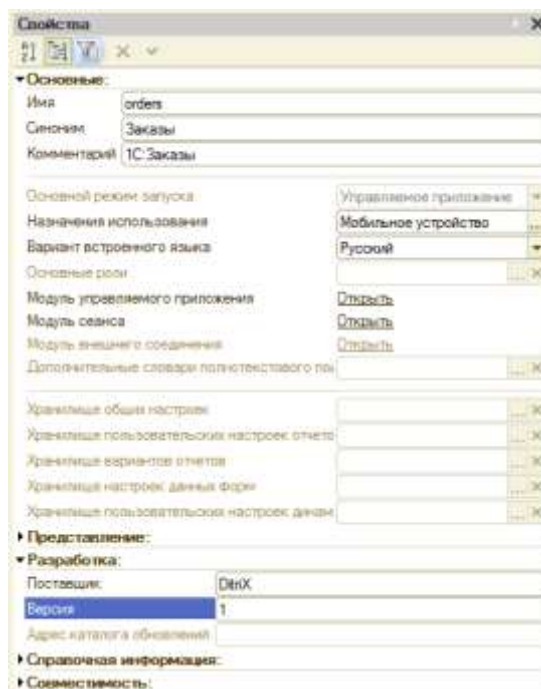 Свойства
Основные:
Имя orders
Синоним Заказы
Комментарий 1С:Заказы
Основной режим запуска Управляемое приложение
Назначения использования Мобильное устройство ...
Вариант встроенного языка Русский
Основные роли ...
Модуль управляемого приложения Открыть
Модуль сеанса Открыть
Модуль внешнего соединения Открыть
Дополнительные словари полнотекстового ...
Хранилище общих настроек ...
Хранилище пользовательских настроек отчето ...
Хранилище вариантов отчетов ...
Хранилище настроек данных форм ...
Хранилище пользовательских настроек динам ...
Представление:
Разработка:
Поставщик DitriX
Версия 1
Адрес каталога обновлений
Справочная информация:
Совместимость: